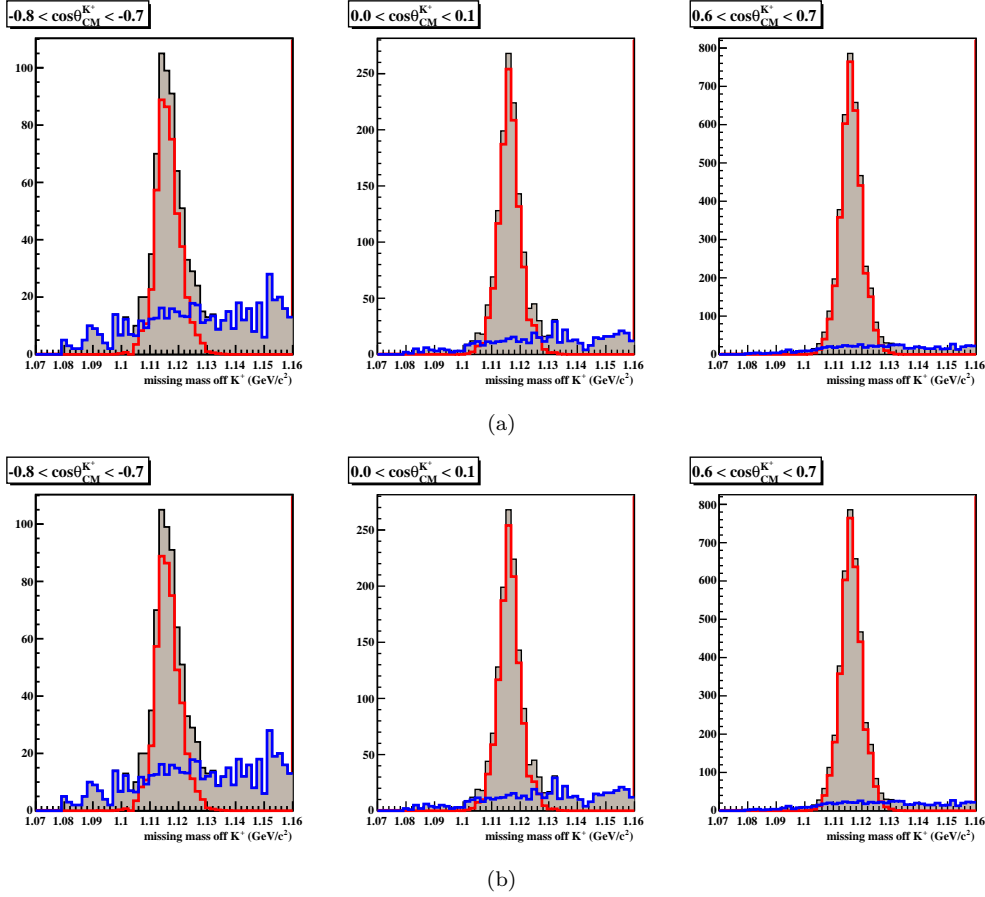 -0.8 < cosθ_CM^K+ < -0.7
0.0 < cosθ_CM^K+ < 0.1
0.6 < cosθ_CM^K+ < 0.7
100
80
60
40
20
0
1.07 1.08 1.09 1.1 1.11 1.12 1.13 1.14 1.15 1.16
missing mass off K+ (GeV/c2)
250
200
150
100
50
0
1.07 1.08 1.09 1.1 1.11 1.12 1.13 1.14 1.15 1.16
missing mass off K+ (GeV/c2)
800
700
600
500
400
300
200
100
0
1.07 1.08 1.09 1.1 1.11 1.12 1.13 1.14 1.15 1.16
missing mass off K+ (GeV/c2)
(a)
-0.8 < cosθ_CM^K+ < -0.7
0.0 < cosθ_CM^K+ < 0.1
0.6 < cosθ_CM^K+ < 0.7
100
80
60
40
20
0
1.07 1.08 1.09 1.1 1.11 1.12 1.13 1.14 1.15 1.16
missing mass off K+ (GeV/c2)
250
200
150
100
50
0
1.07 1.08 1.09 1.1 1.11 1.12 1.13 1.14 1.15 1.16
missing mass off K+ (GeV/c2)
800
700
600
500
400
300
200
100
0
1.07 1.08 1.09 1.1 1.11 1.12 1.13 1.14 1.15 1.16
missing mass off K+ (GeV/c2)
(b)